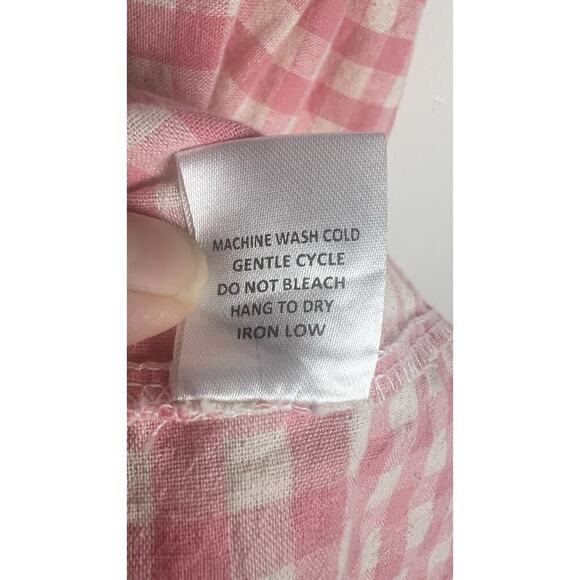 MACHINE WASH COLD
GENTLE CYCLE
DO NOT BLEACH
HANG TO DRY
IRON LOW